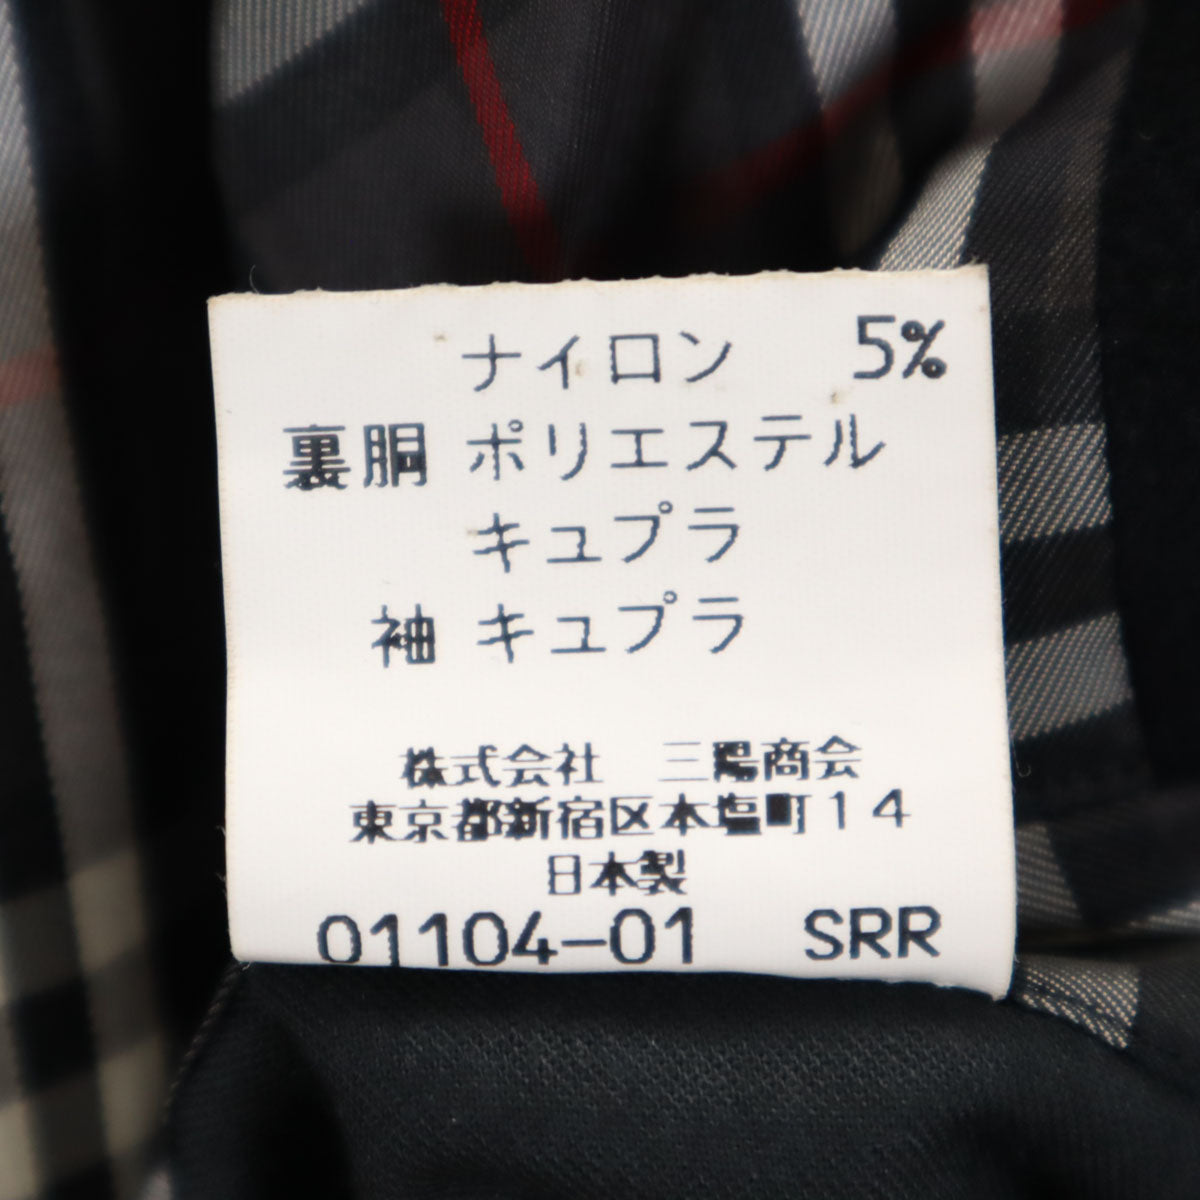 ナイロン 5%
裏胴 ポリエステル
キュプラ
袖 キュプラ
株式会社 三陽商会
東京都新宿区本塩町14
日本製
01104-01 SRR